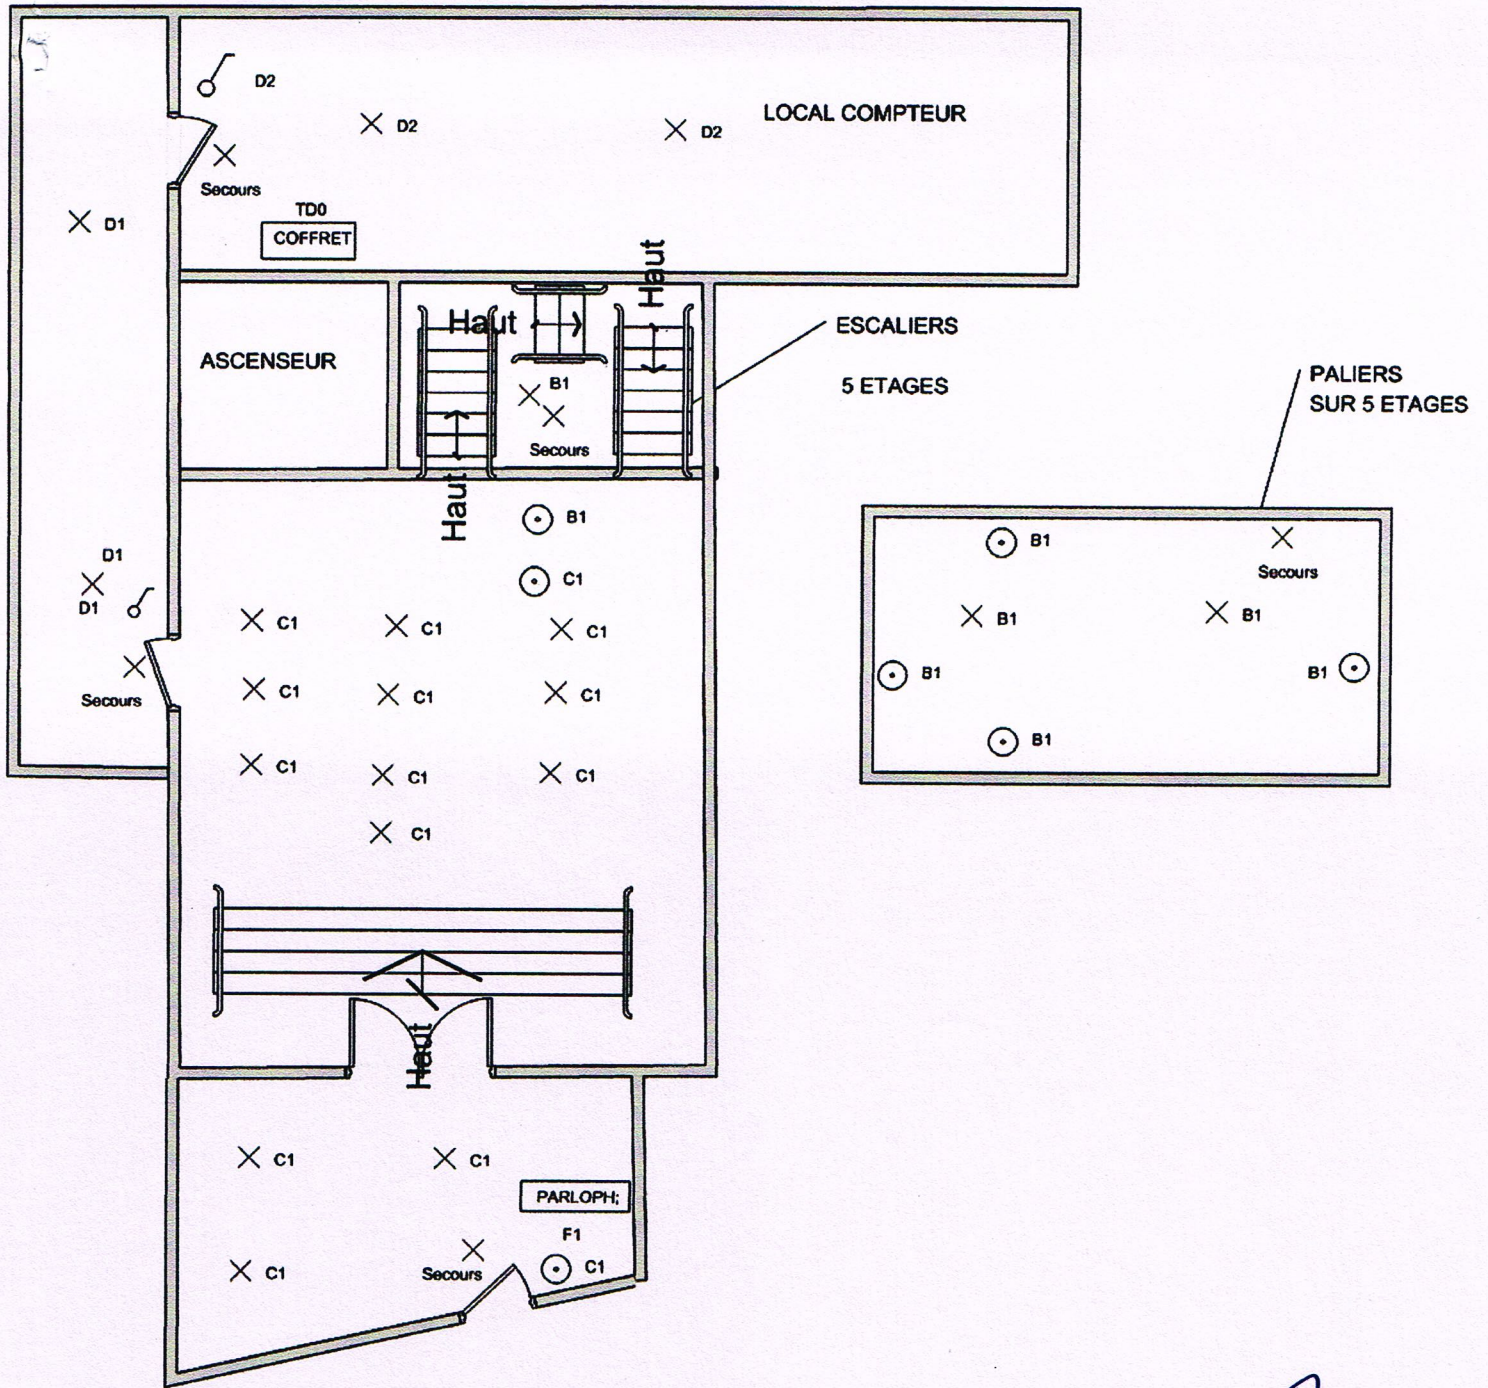 D2
D2
D2
LOCAL COMPTEUR
Secours
TD0
COFFRET
D1
Haut
Haut
ESCALIERS
5 ETAGES
ASCENSEUR
B1
Secours
Haut
PALIERS
SUR 5 ETAGES
B1
C1
D1
D1
Secours
C1
C1
C1
C1
C1
C1
C1
C1
C1
C1
B1
Secours
B1
B1
B1
B1
B1
Haut
C1
C1
PARLOPH;
F1
C1
Secours
C1